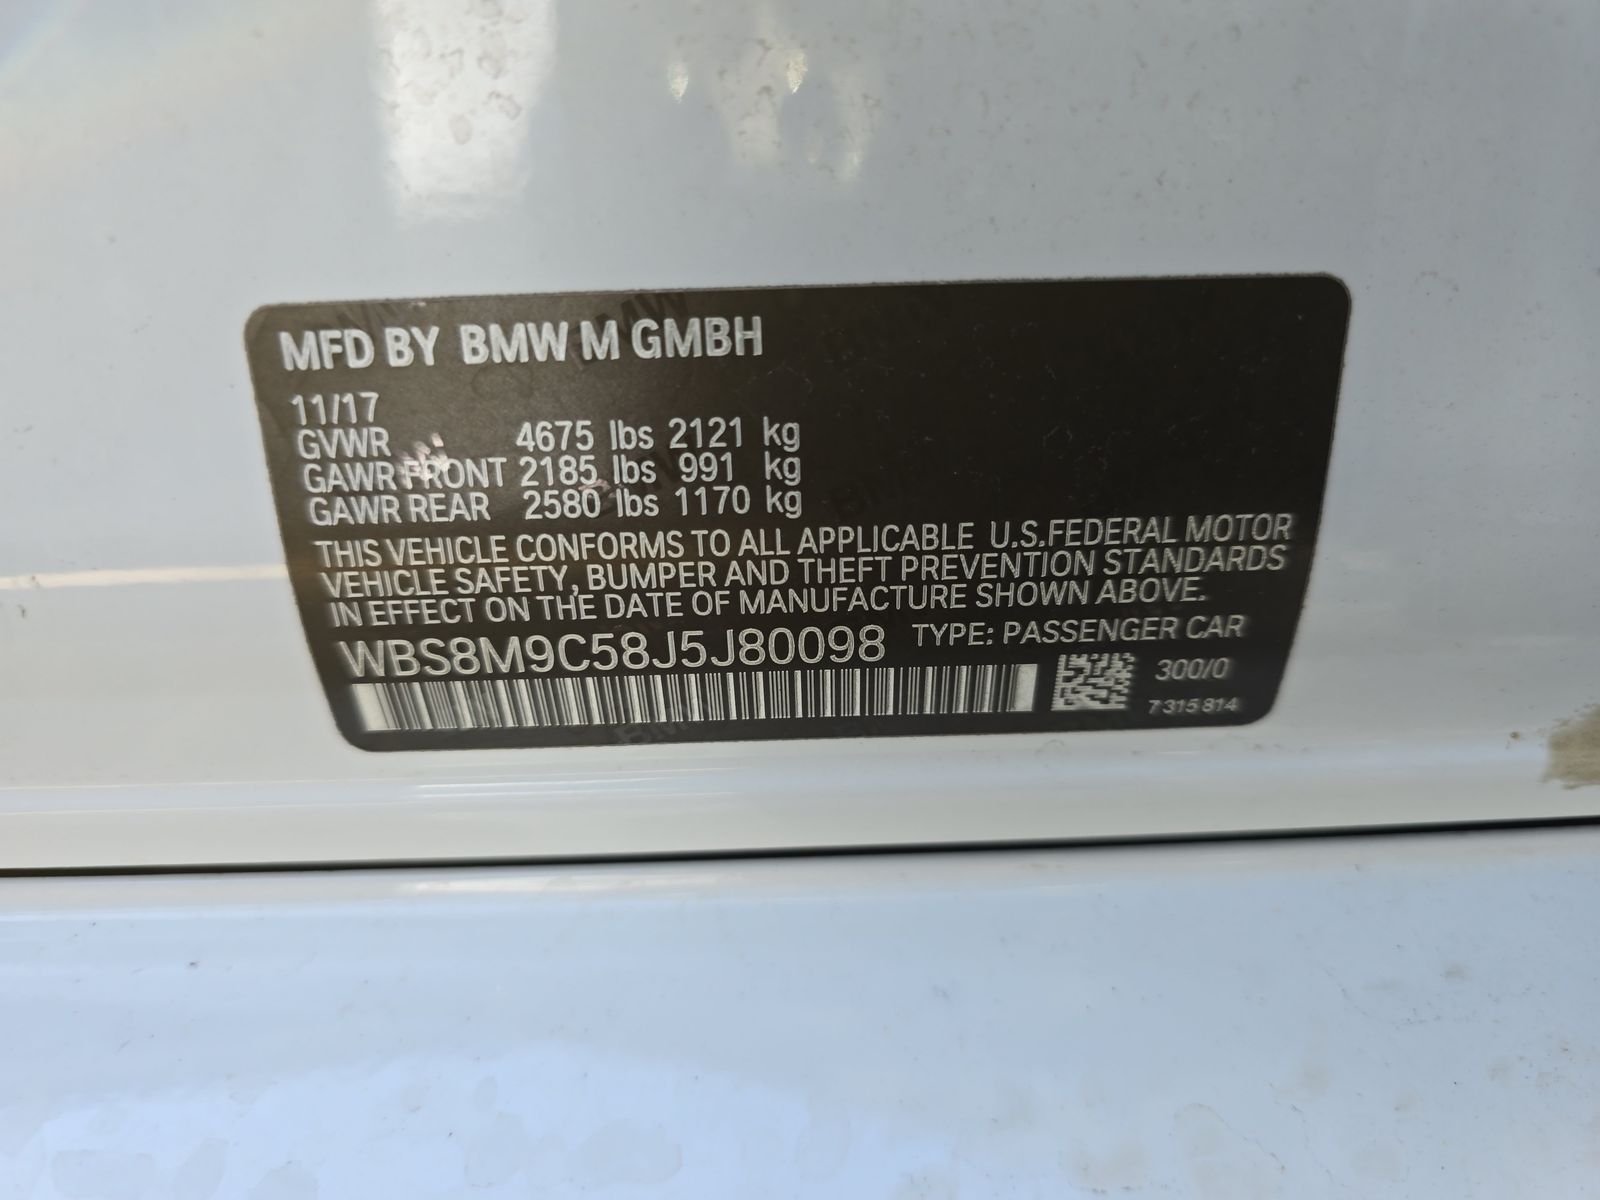 MFD BY BMW M GMBH
11/17
GVWR 4675 lbs 2121 kg
GAWR FRONT 2185 lbs 991 kg
GAWR REAR 2580 lbs 1170 kg
THIS VEHICLE CONFORMS TO ALL APPLICABLE U.S.FEDERAL MOTOR
VEHICLE SAFETY, BUMPER AND THEFT PREVENTION STANDARDS
IN EFFECT ON THE DATE OF MANUFACTURE SHOWN ABOVE.
WBS8M9C58J5J80098 TYPE: PASSENGER CAR
300/0
7 315 814